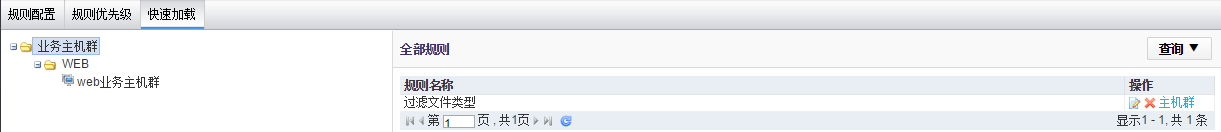 规则配置 规则优先级 快速加载
业务主机群
WEB
web业务主机群
全部规则 查询 ▼
规则名称 操作
过滤文件类型 主机群
第 1 页 , 共1页 显示1 - 1, 共 1 条